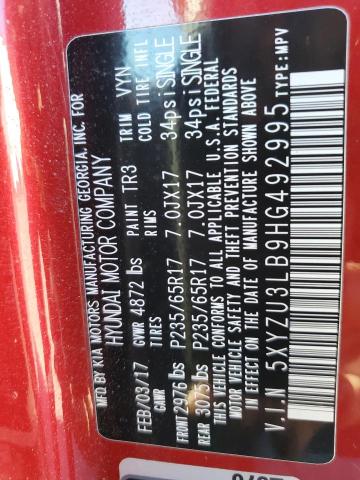 MFD. BY KIA MOTORS MANUFACTURING GEORGIA. INC. FOR
HYUNDAI MOTOR COMPANY
FEB/03/17 PAINT TR3 TRIM VYN
GVWR 4872 lbs
GAWR TIRES RIMS COLD TIRE INFL
FRONT 2976 lbs P235/65R17 7.0JX17 34psi SINGLE
REAR 3075 lbs P235/65R17 7.0JX17 34psi SINGLE
THIS VEHICLE CONFORMS TO ALL APPLICABLE U.S.A. FEDERAL
MOTOR VEHICLE SAFETY AND THEFT PREVENTION STANDARDS
IN EFFECT ON THE DATE OF MANUFACTURE SHOWN ABOVE.
V.I.N 5XYZU3LB9HG492995 TYPE:MPV